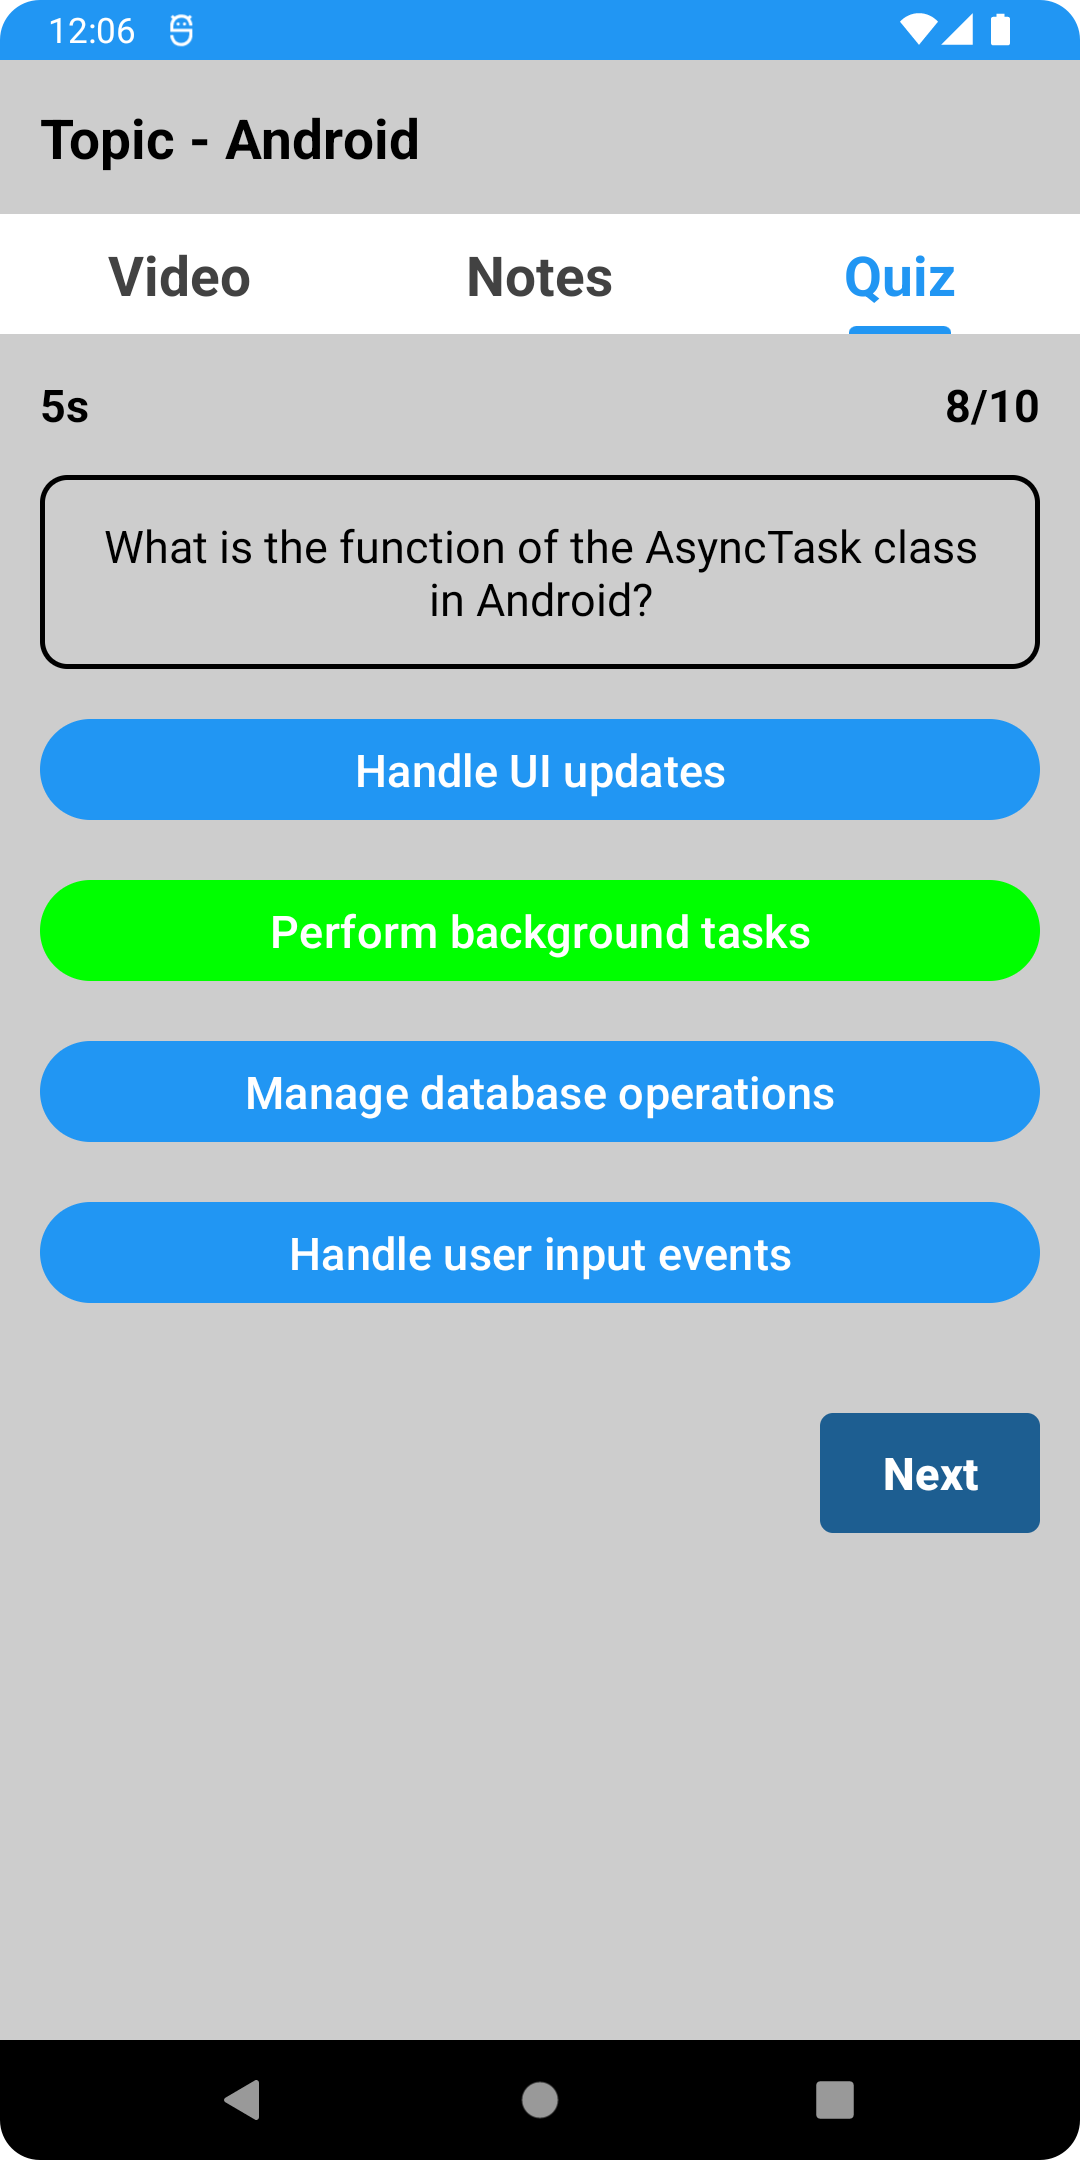 12:06
Topic - Android
Video Notes Quiz
5s 8/10
What is the function of the AsyncTask class
in Android?
Handle UI updates
Perform background tasks
Manage database operations
Handle user input events
Next